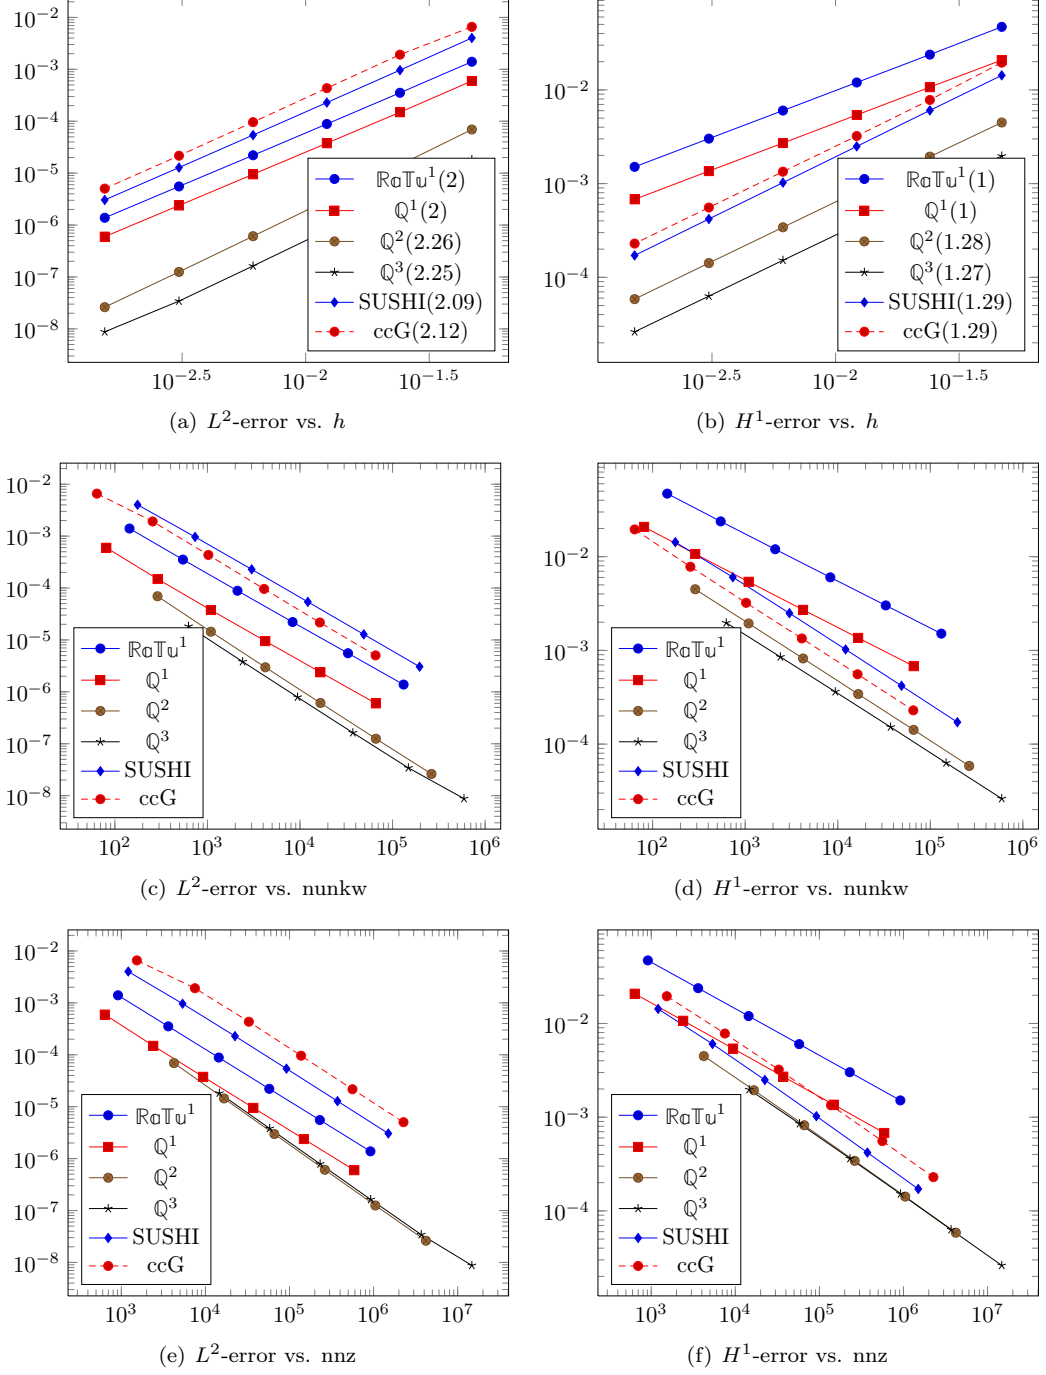 10^{-2}
10^{-3}
10^{-4}
10^{-5}
10^{-6}
10^{-7}
10^{-8}
ℝ𝕒𝕋𝕦^1(2)
ℚ^1(2)
ℚ^2(2.26)
ℚ^3(2.25)
SUSHI(2.09)
ccG(2.12)
10^{-2.5} 10^{-2} 10^{-1.5}
(a) L^2-error vs. h
10^{-2}
10^{-3}
10^{-4}
ℝ𝕒𝕋𝕦^1(1)
ℚ^1(1)
ℚ^2(1.28)
ℚ^3(1.27)
SUSHI(1.29)
ccG(1.29)
10^{-2.5} 10^{-2} 10^{-1.5}
(b) H^1-error vs. h
10^{-2}
10^{-3}
10^{-4}
10^{-5}
10^{-6}
10^{-7}
10^{-8}
ℝ𝕒𝕋𝕦^1
ℚ^1
ℚ^2
ℚ^3
SUSHI
ccG
10^2 10^3 10^4 10^5 10^6
(c) L^2-error vs. nunkw
10^{-2}
10^{-3}
10^{-4}
ℝ𝕒𝕋𝕦^1
ℚ^1
ℚ^2
ℚ^3
SUSHI
ccG
10^2 10^3 10^4 10^5 10^6
(d) H^1-error vs. nunkw
10^{-2}
10^{-3}
10^{-4}
10^{-5}
10^{-6}
10^{-7}
10^{-8}
ℝ𝕒𝕋𝕦^1
ℚ^1
ℚ^2
ℚ^3
SUSHI
ccG
10^3 10^4 10^5 10^6 10^7
(e) L^2-error vs. nnz
10^{-2}
10^{-3}
10^{-4}
ℝ𝕒𝕋𝕦^1
ℚ^1
ℚ^2
ℚ^3
SUSHI
ccG
10^3 10^4 10^5 10^6 10^7
(f) H^1-error vs. nnz